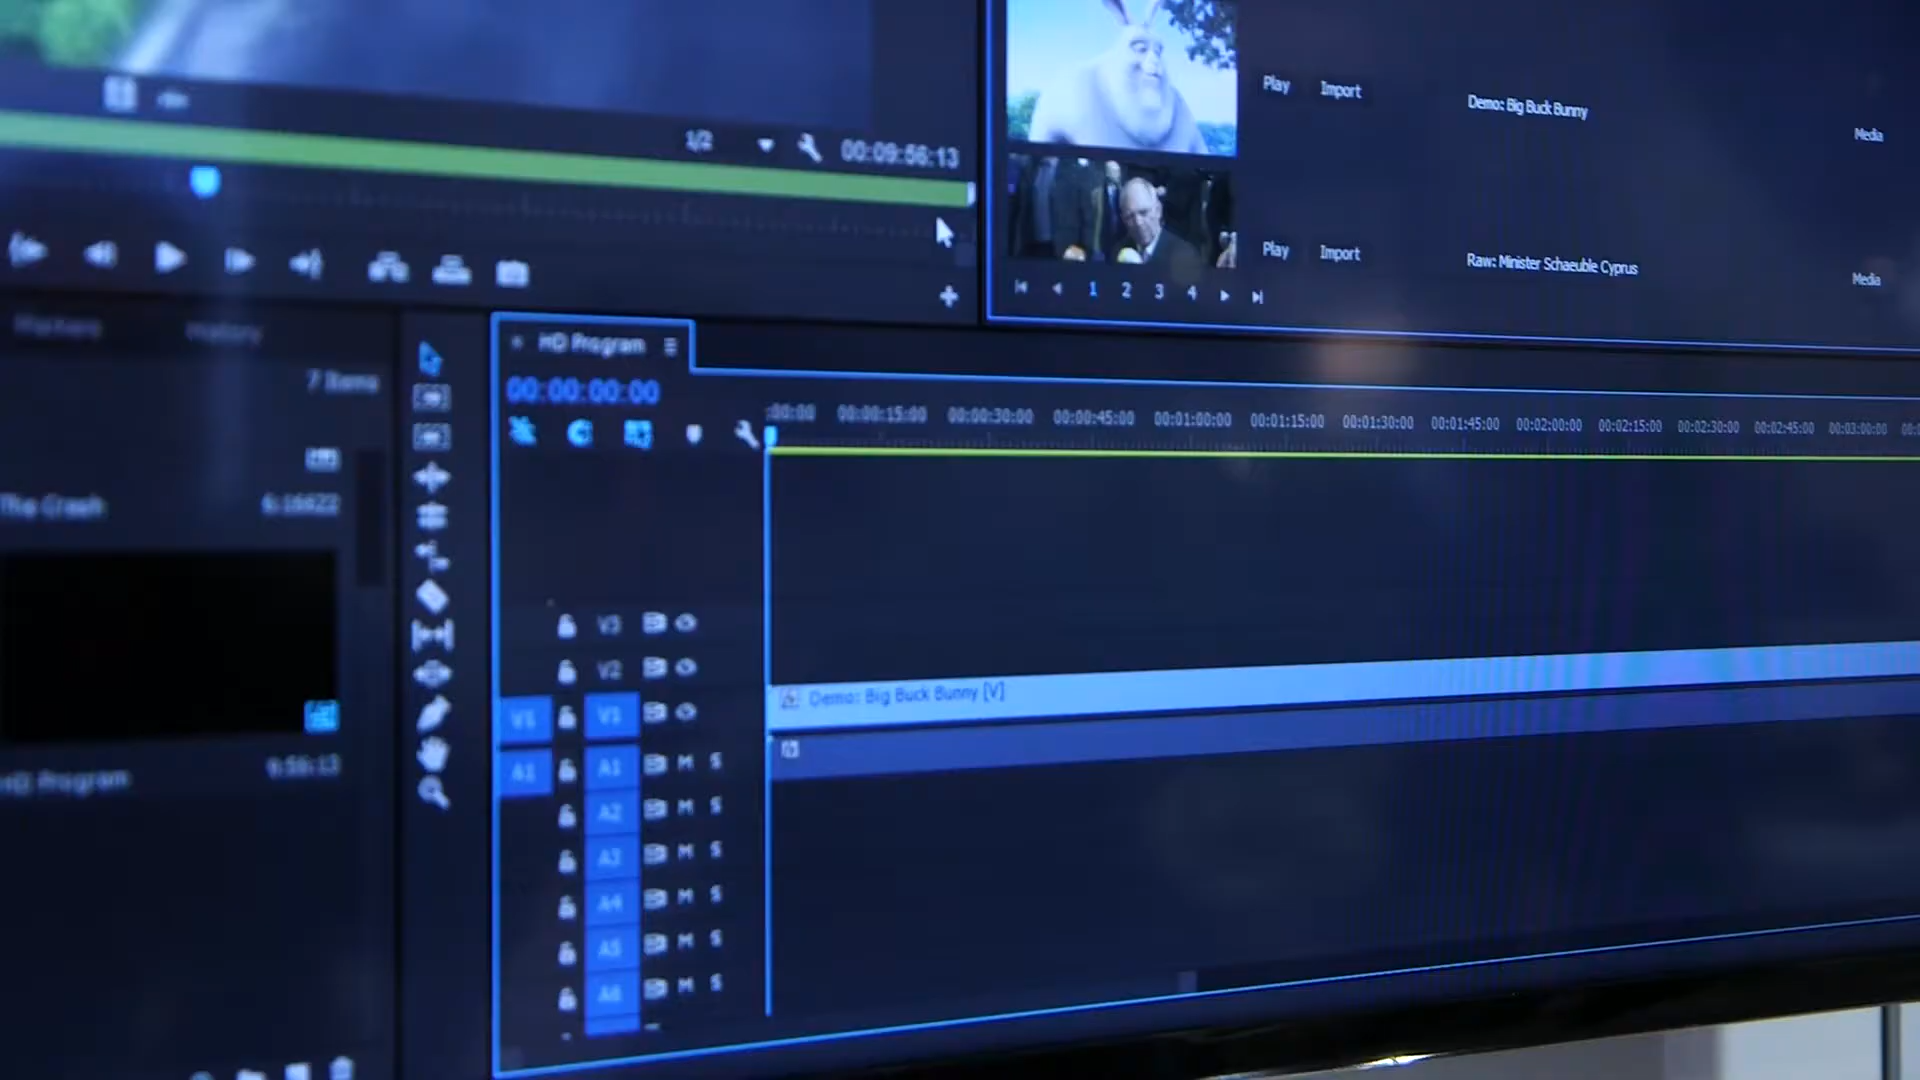 1/2
00:09:56:13
Play Import Demo: Big Buck Bunny Media
Play Import Raw: Minister Schaeuble Cyprus Media
1 2 3 4
Markers History
7 Items
The Crash
HD Program 9:56:13
× HD Program
00:00:00:00
:00:00 00:00:15:00 00:00:30:00 00:00:45:00 00:01:00:00 00:01:15:00 00:01:30:00 00:01:45:00 00:02:00:00 00:02:15:00 00:02:30:00 00:02:45:00 00:03:00:00
V3
V2
V1 V1 Demo: Big Buck Bunny [V]
A1 A1 M S
A2 M S
A3 M S
A4 M S
A5 M S
A6 M S